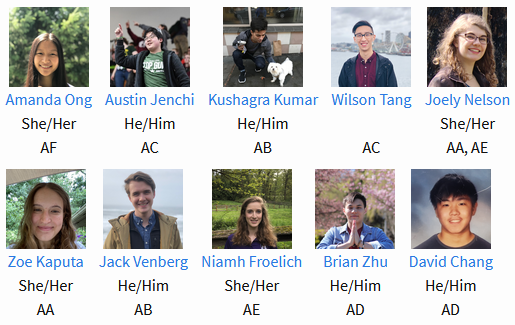 Amanda Ong Austin Jenchi Kushagra Kumar Wilson Tang Joely Nelson
She/Her He/Him He/Him She/Her
AF AC AB AC AA, AE
Zoe Kaputa Jack Venberg Niamh Froelich Brian Zhu David Chang
She/Her He/Him She/Her He/Him He/Him
AA AB AE AD AD